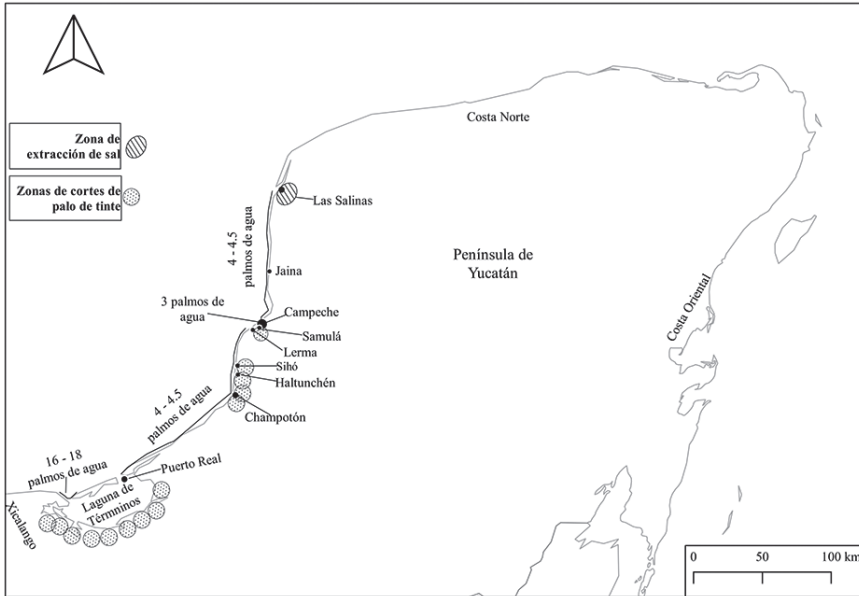 Costa Norte
Zona de
extracción de sal
Zonas de cortes de
palo de tinte
Las Salinas
4 - 4.5
palmos de agua
Península de
Yucatán
Jaina
Costa Oriental
3 palmos de
agua
Campeche
Samulá
Lerma
Sihó
Haltunchén
Champotón
4 - 4.5
palmos de agua
16 - 18
palmos de agua
Puerto Real
Laguna de
Térmninos
Xicalango
0 50 100 km